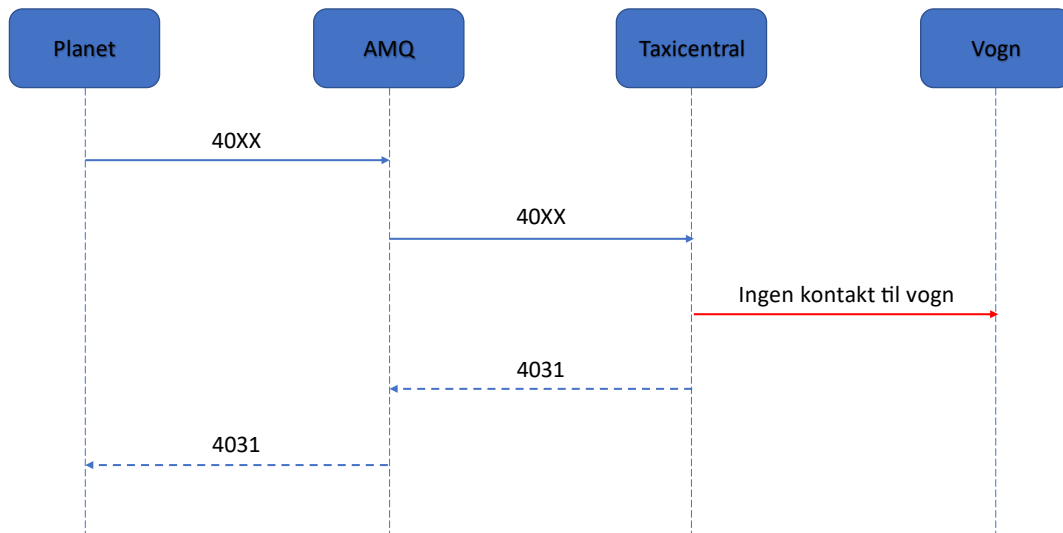 Planet
AMQ
Taxicentral
Vogn
40XX
40XX
Ingen kontakt til vogn
4031
4031